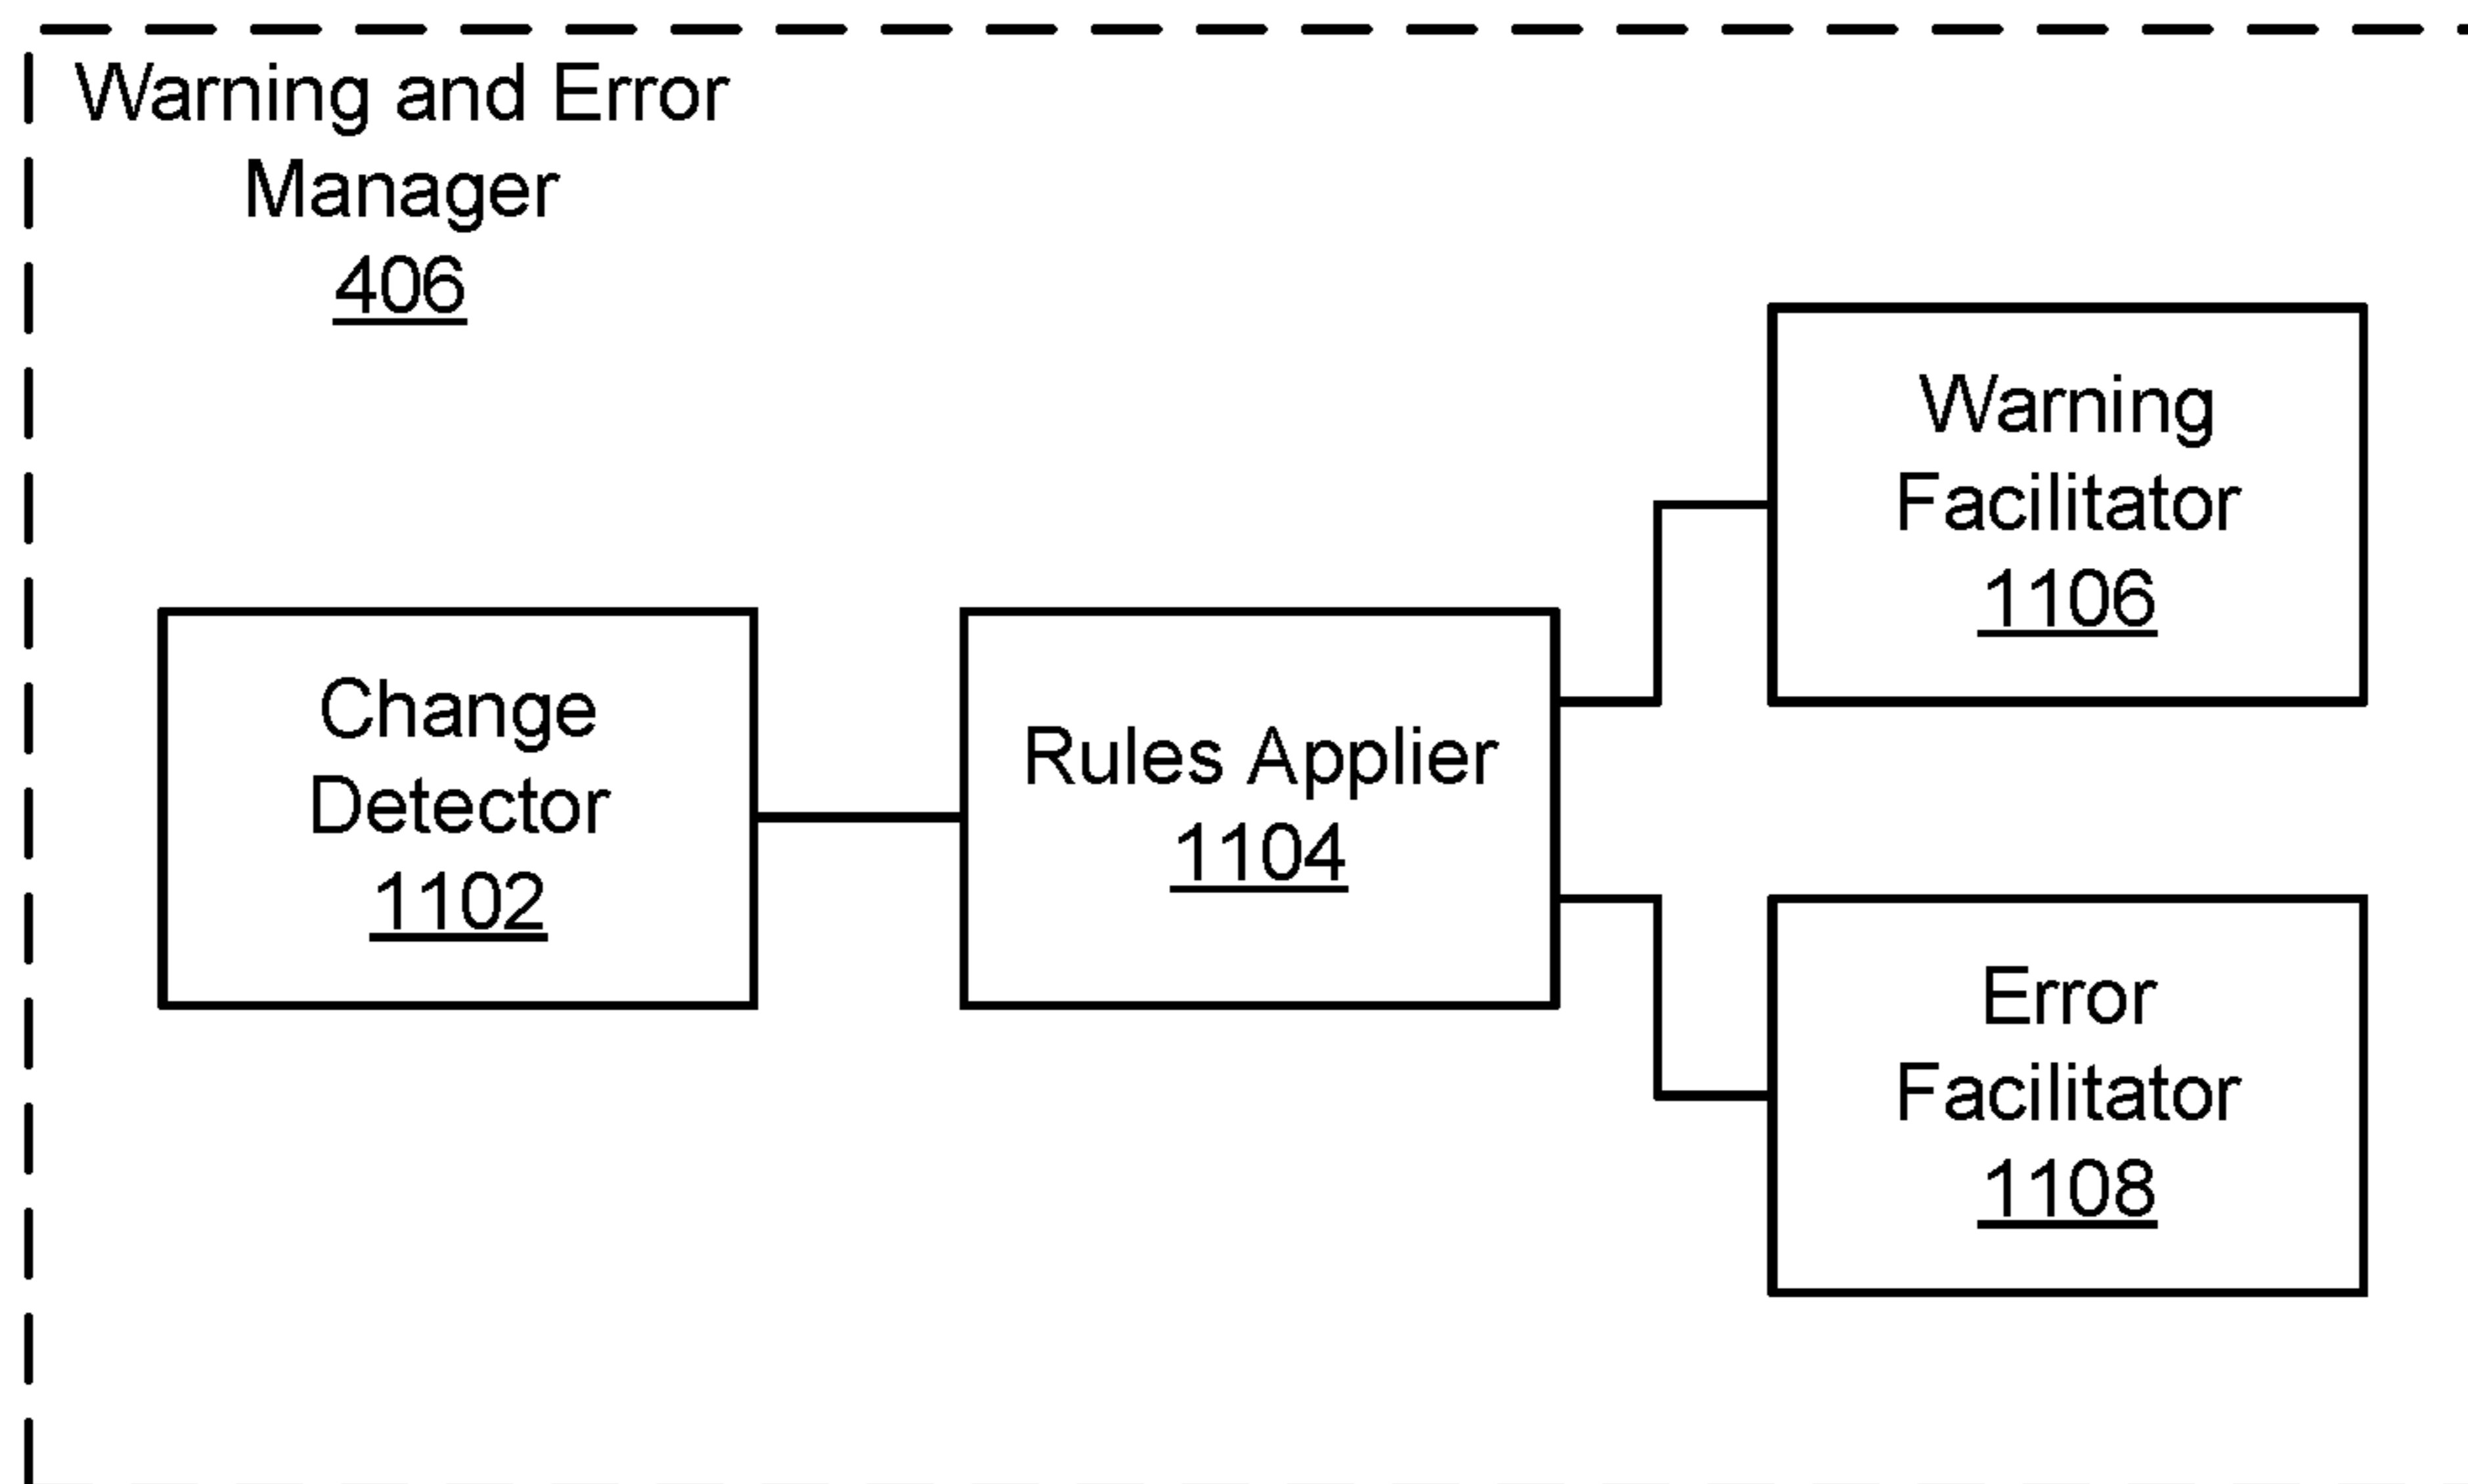 Warning and Error
Manager
406
Warning
Facilitator
1106
Change
Detector
1102
Rules Applier
1104
Error
Facilitator
1108